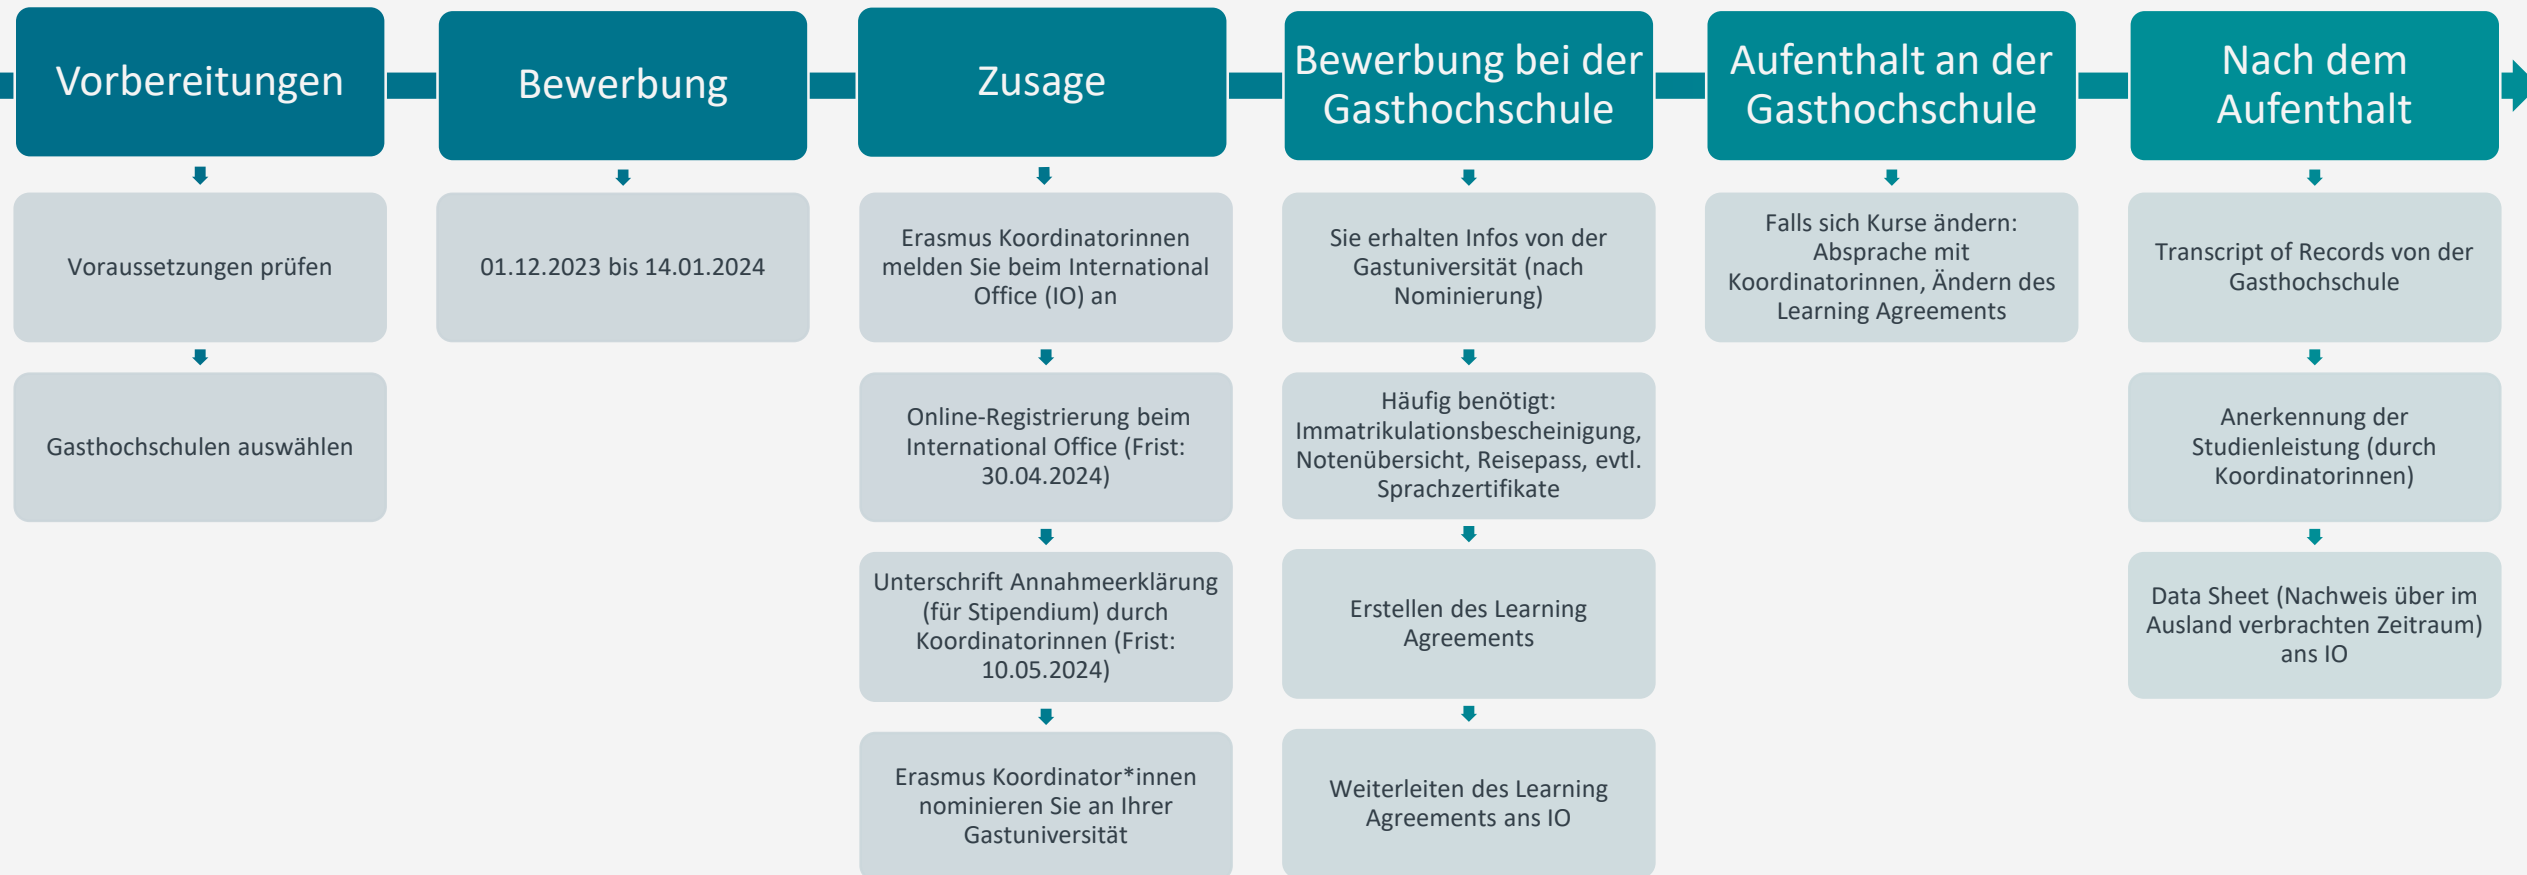 Vorbereitungen
Voraussetzungen prüfen
Gasthochschulen auswählen
Bewerbung
01.12.2023 bis 14.01.2024
Zusage
Erasmus Koordinatorinnen
melden Sie beim International
Office (IO) an
Online-Registrierung beim
International Office (Frist:
30.04.2024)
Unterschrift Annahmeerklärung
(für Stipendium) durch
Koordinatorinnen (Frist:
10.05.2024)
Erasmus Koordinator*innen
nominieren Sie an Ihrer
Gastuniversität
Bewerbung bei der
Gasthochschule
Sie erhalten Infos von der
Gastuniversität (nach
Nominierung)
Häufig benötigt:
Immatrikulationsbescheinigung,
Notenübersicht, Reisepass, evtl.
Sprachzertifikate
Erstellen des Learning
Agreements
Weiterleiten des Learning
Agreements ans IO
Aufenthalt an der
Gasthochschule
Falls sich Kurse ändern:
Absprache mit
Koordinatorinnen, Ändern des
Learning Agreements
Nach dem
Aufenthalt
Transcript of Records von der
Gasthochschule
Anerkennung der
Studienleistung (durch
Koordinatorinnen)
Data Sheet (Nachweis über im
Ausland verbrachten Zeitraum)
ans IO